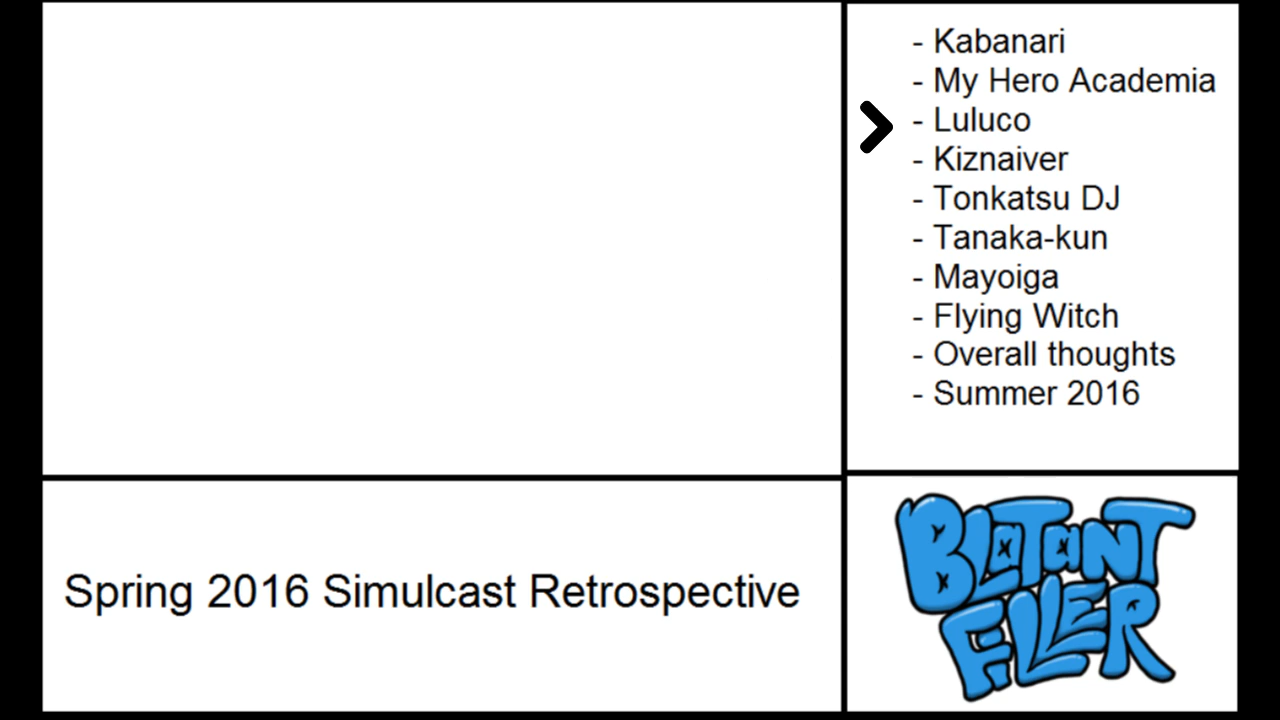 - Kabanari
- My Hero Academia
- Luluco
- Kiznaiver
- Tonkatsu DJ
- Tanaka-kun
- Mayoiga
- Flying Witch
- Overall thoughts
- Summer 2016
Spring 2016 Simulcast Retrospective
BLaTaNT
FiLLER